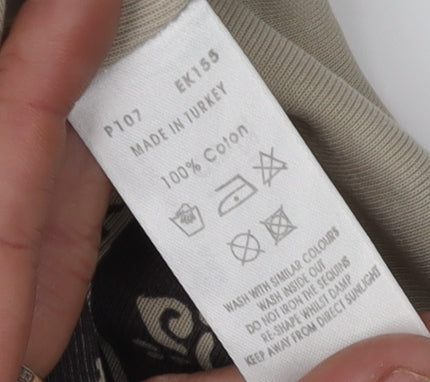 P107 EK155
MADE IN TURKEY
100% Coton
WASH WITH SIMILAR COLOURS
WASH INSIDE OUT
DO NOT IRON THE SEQUINS
RE-SHAPE WHILST DAMP
KEEP AWAY FROM DIRECT SUNLIGHT